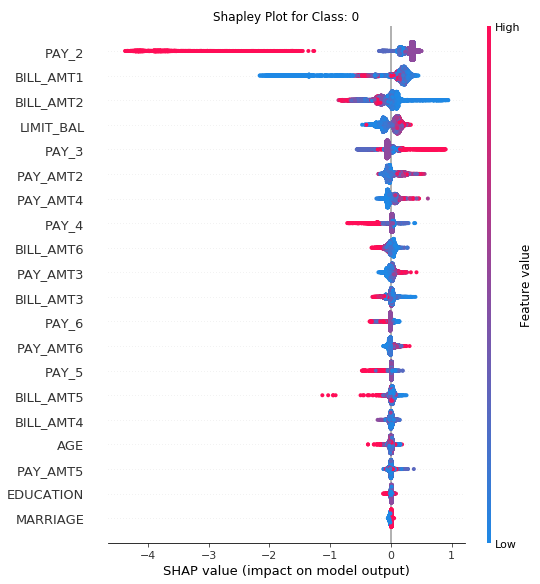 Shapley Plot for Class: 0
High
PAY_2
BILL_AMT1
BILL_AMT2
LIMIT_BAL
PAY_3
PAY_AMT2
PAY_AMT4
PAY_4
BILL_AMT6
PAY_AMT3
BILL_AMT3
PAY_6
PAY_AMT6
PAY_5
BILL_AMT5
BILL_AMT4
AGE
PAY_AMT5
EDUCATION
MARRIAGE
Feature value
Low
−4 −3 −2 −1 0 1
SHAP value (impact on model output)